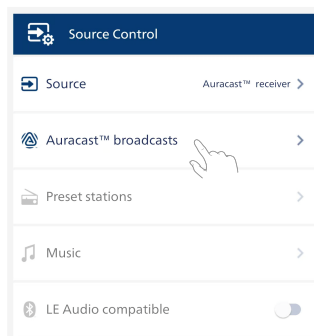 Source Control
Source Auracast™ receiver
Auracast™ broadcasts
Preset stations
Music
LE Audio compatible